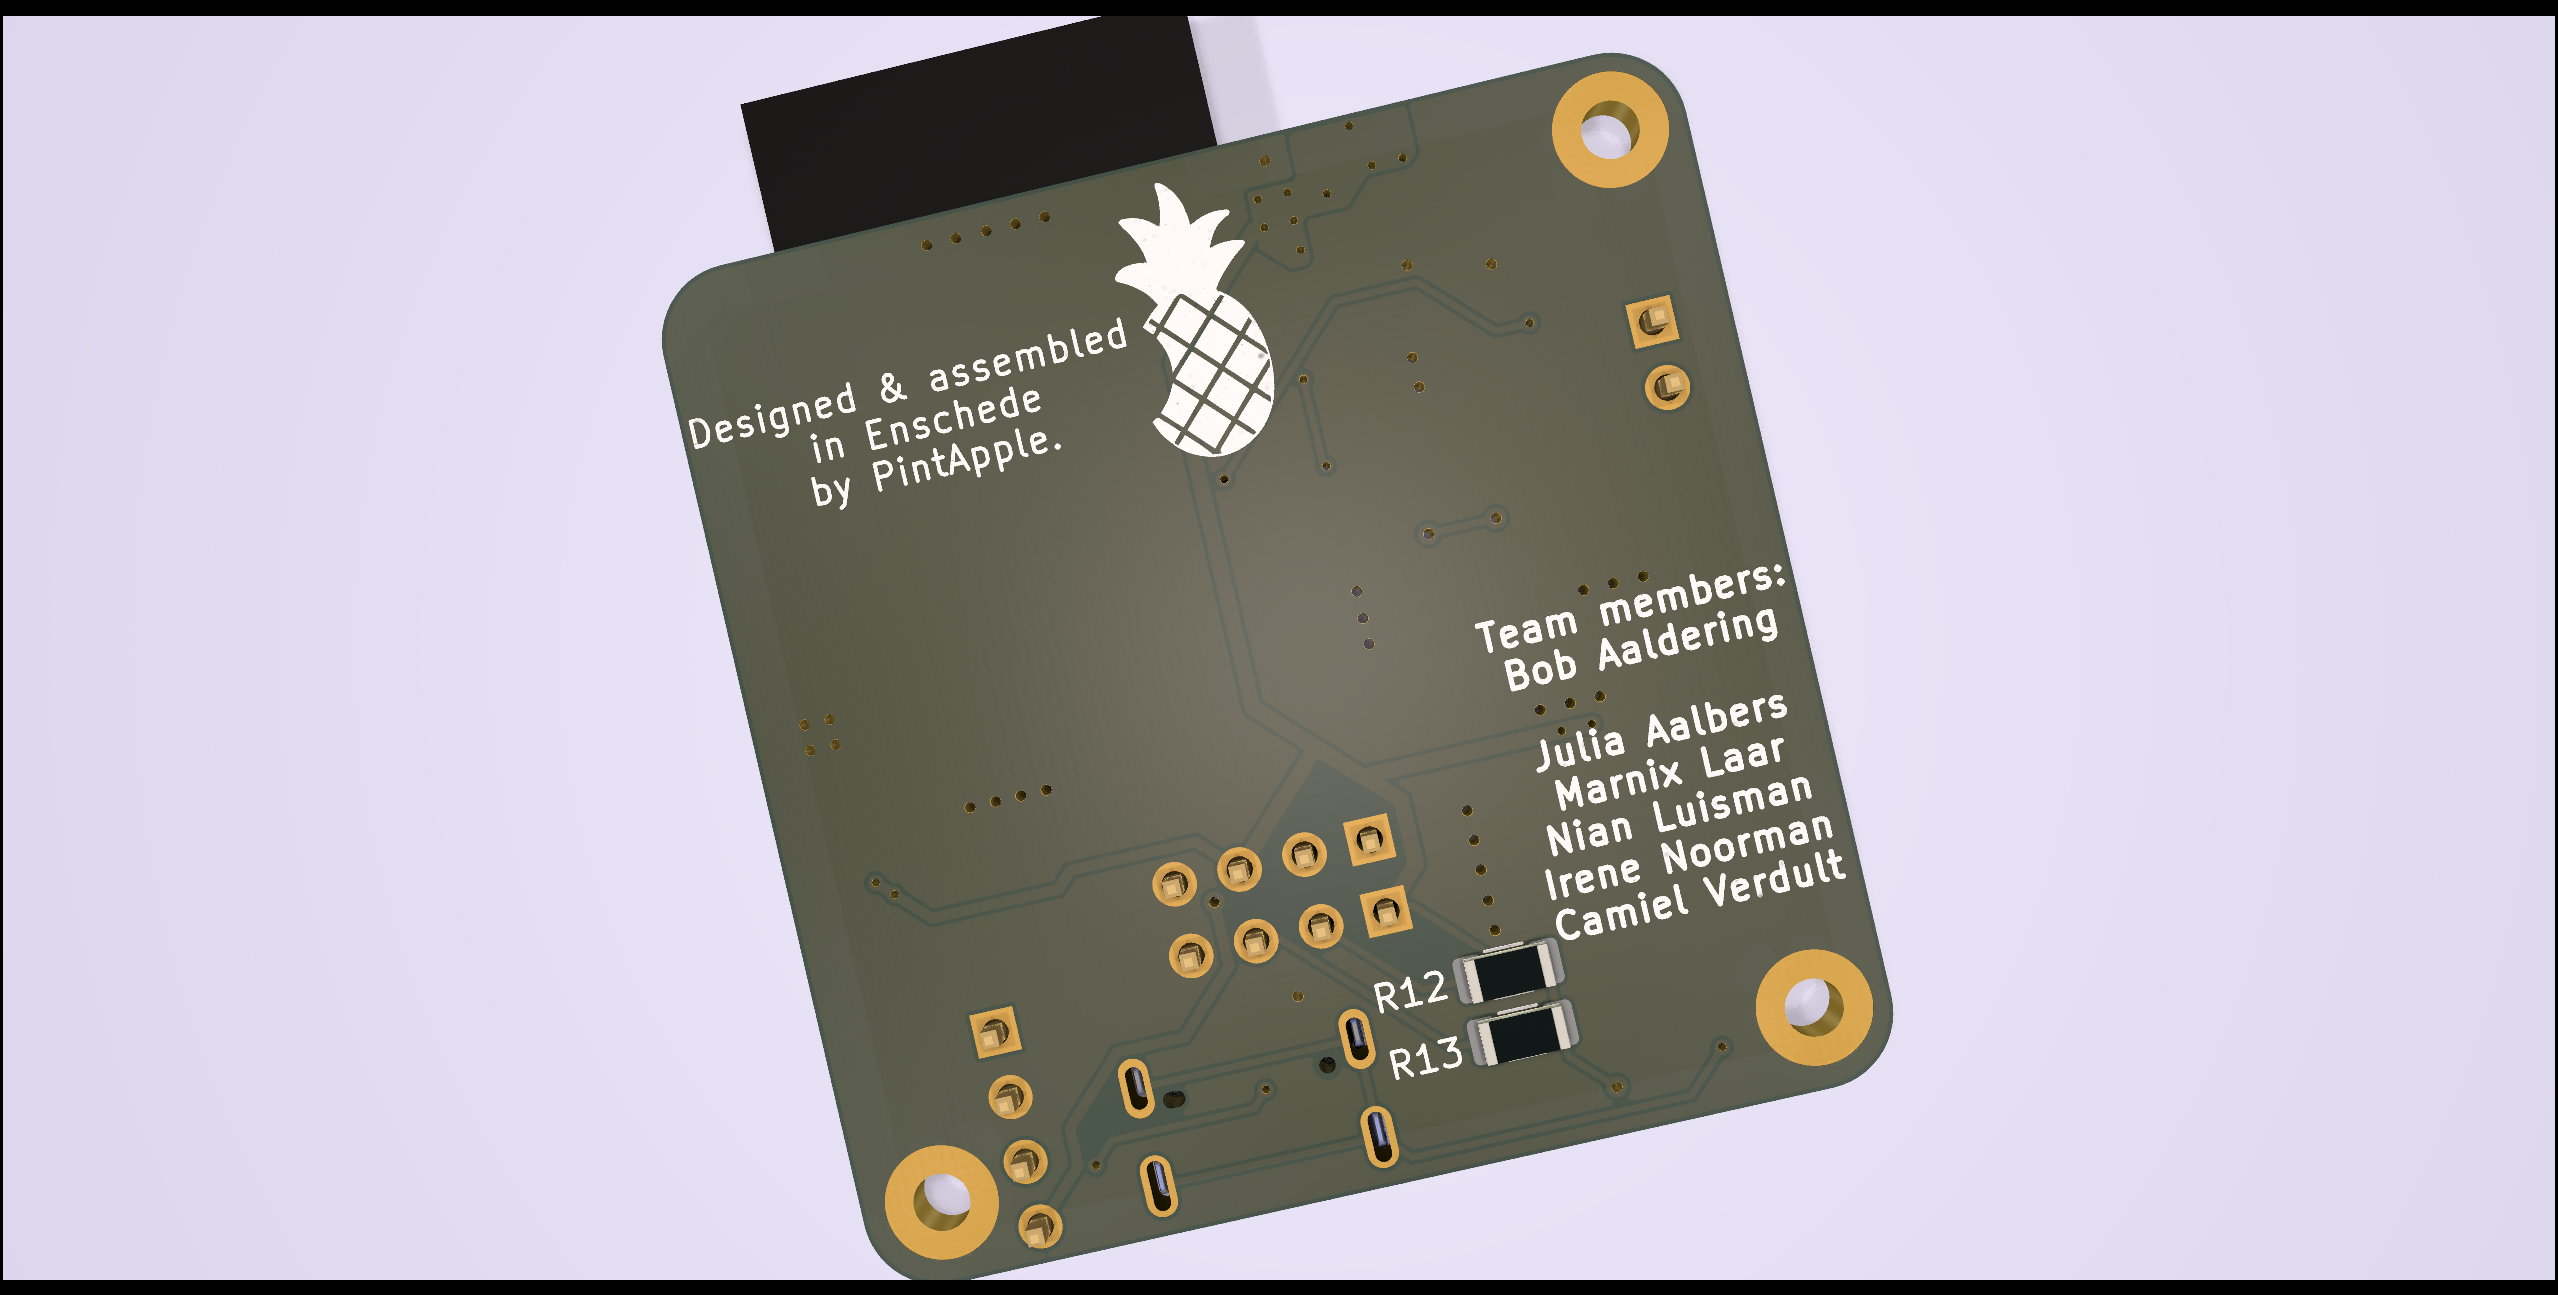 Designed & assembled
in Enschede
by PintApple.
Team members:
Bob Aaldering
Julia Aalbers
Marnix Laar
Nian Luisman
Irene Noorman
Camiel Verdult
R12
R13